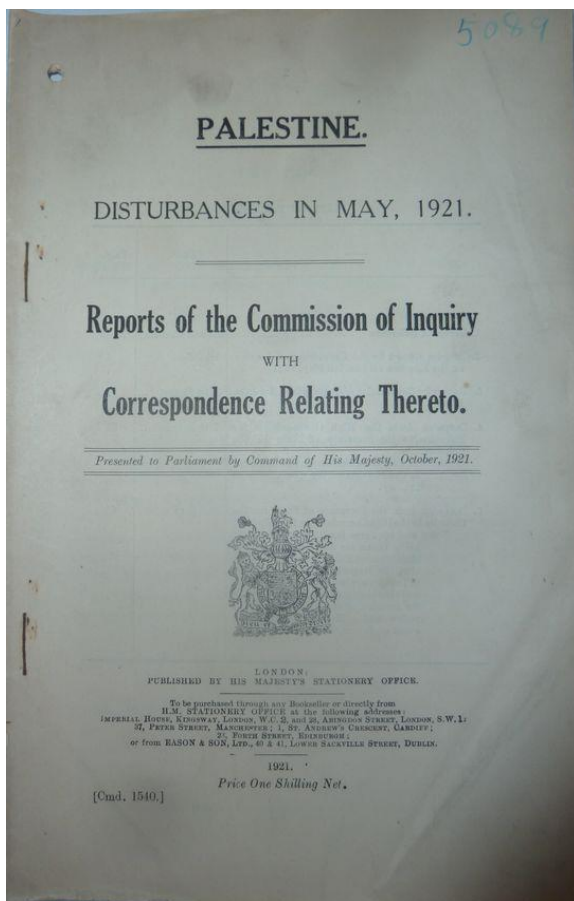 5089
PALESTINE.
DISTURBANCES IN MAY, 1921.
Reports of the Commission of Inquiry
WITH
Correspondence Relating Thereto.
Presented to Parliament by Command of His Majesty, October, 1921.
LONDON:
PUBLISHED BY HIS MAJESTY'S STATIONERY OFFICE.
To be purchased through any Bookseller or directly from
H.M. STATIONERY OFFICE at the following addresses:
IMPERIAL HOUSE, KINGSWAY, LONDON, W.C. 2, and 28, ABINGDON STREET, LONDON, S.W. 1;
37, PETER STREET, MANCHESTER; 1, ST. ANDREW'S CRESCENT, CARDIFF;
FORTH STREET, EDINBURGH;
or from EASON & SON, LTD., 40 & 41, LOWER SACKVILLE STREET, DUBLIN.
1921.
Price One Shilling Net.
[Cmd. 1540.]